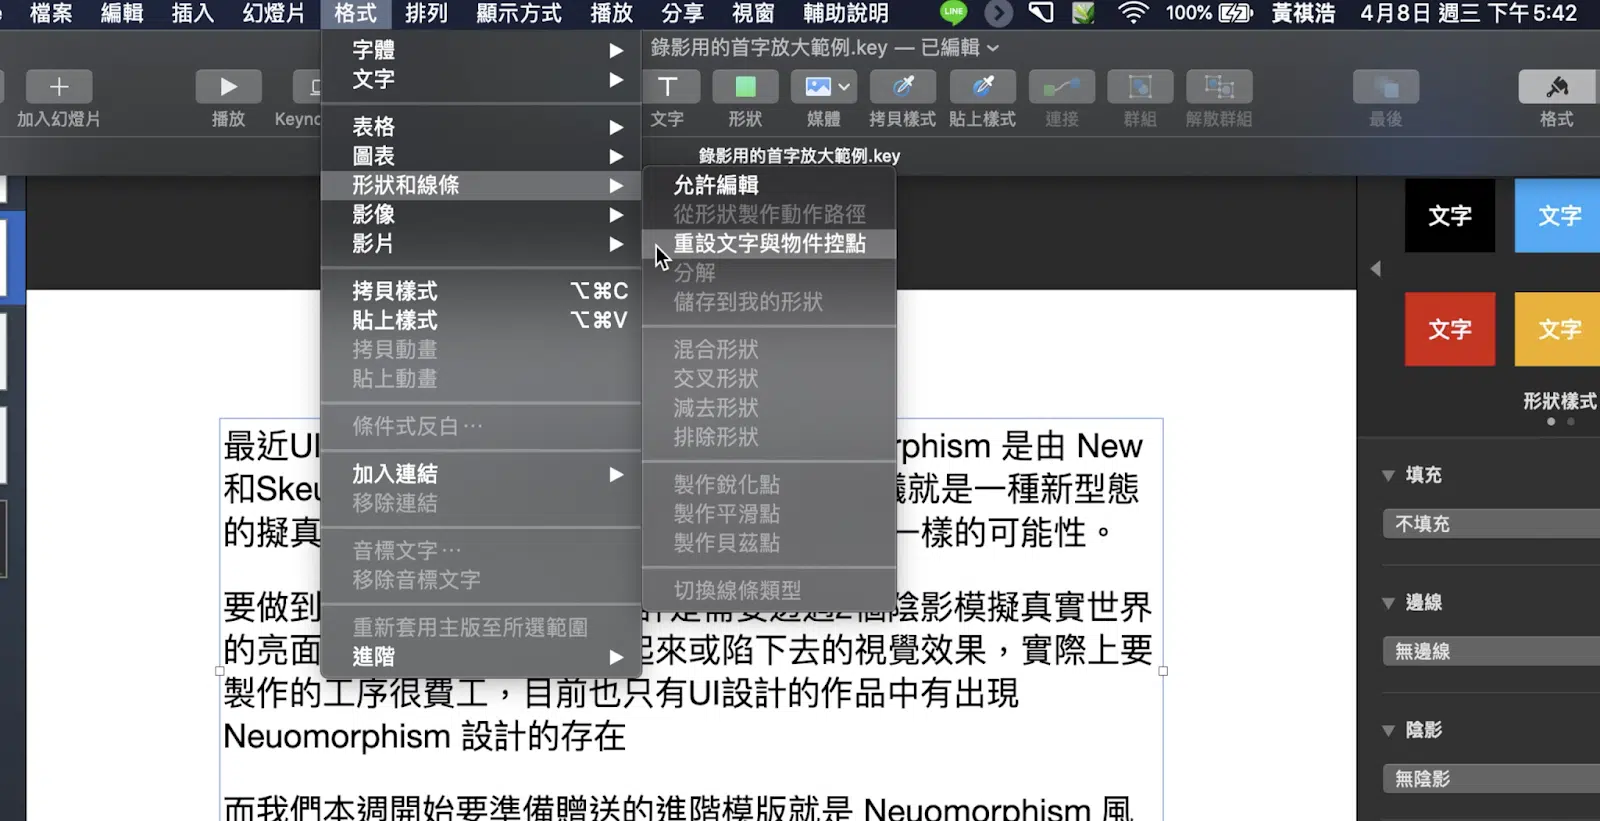 檔案 編輯 插入 幻燈片 格式 排列 顯示方式 播放 分享 視窗 輔助說明 LINE 100% 黃祺浩 4月8日 週三 下午5:42
錄影用的首字放大範例.key — 已編輯
加入幻燈片 播放 Keyno 文字 形狀 媒體 拷貝樣式 貼上樣式 連接 群組 解散群組 最後 格式
錄影用的首字放大範例.key
字體
文字
表格
圖表
形狀和線條
影像
影片
拷貝樣式 ⌥⌘C
貼上樣式 ⌥⌘V
拷貝動畫
貼上動畫
條件式反白…
加入連結
移除連結
音標文字…
移除音標文字
重新套用主版至所選範圍
進階
允許編輯
從形狀製作動作路徑
重設文字與物件控點
分解
儲存到我的形狀
混合形狀
交叉形狀
減去形狀
排除形狀
製作銳化點
製作平滑點
製作貝茲點
切換線條類型
最近UI rphism 是由 New
和Skeu 就是一種新型態
的擬真 一樣的可能性。
要做到 陰影模擬真實世界
的亮面 起來或陷下去的視覺效果，實際上要
製作的工序很費工，目前也只有UI設計的作品中有出現
Neuomorphism 設計的存在
而我們本週開始要準備贈送的進階模版就是 Neuomorphism 風
文字 文字
文字 文字
形狀樣式
填充
不填充
邊線
無邊線
陰影
無陰影